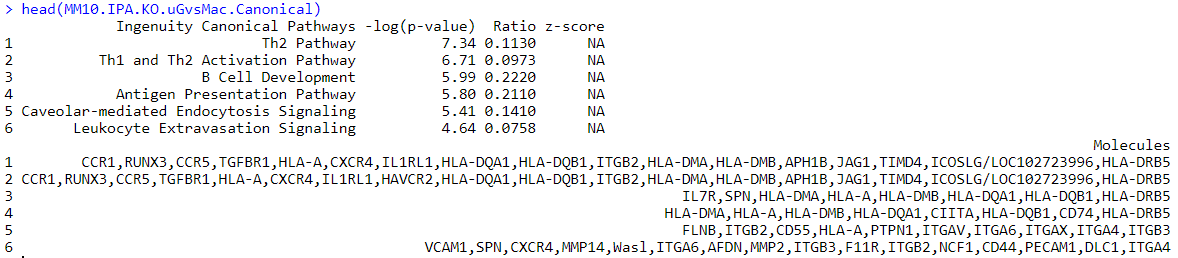 > head(MM10.IPA.KO.uGvsMac.Canonical)
Ingenuity Canonical Pathways -log(p-value) Ratio z-score
1 Th2 Pathway 7.34 0.1130 NA
2 Th1 and Th2 Activation Pathway 6.71 0.0973 NA
3 B Cell Development 5.99 0.2220 NA
4 Antigen Presentation Pathway 5.80 0.2110 NA
5 Caveolar-mediated Endocytosis Signaling 5.41 0.1410 NA
6 Leukocyte Extravasation Signaling 4.64 0.0758 NA
Molecules
1 CCR1,RUNX3,CCR5,TGFBR1,HLA-A,CXCR4,IL1RL1,HLA-DQA1,HLA-DQB1,ITGB2,HLA-DMA,HLA-DMB,APH1B,JAG1,TIMD4,ICOSLG/LOC102723996,HLA-DRB5
2 CCR1,RUNX3,CCR5,TGFBR1,HLA-A,CXCR4,IL1RL1,HAVCR2,HLA-DQA1,HLA-DQB1,ITGB2,HLA-DMA,HLA-DMB,APH1B,JAG1,TIMD4,ICOSLG/LOC102723996,HLA-DRB5
3 IL7R,SPN,HLA-DMA,HLA-A,HLA-DMB,HLA-DQA1,HLA-DQB1,HLA-DRB5
4 HLA-DMA,HLA-A,HLA-DMB,HLA-DQA1,CIITA,HLA-DQB1,CD74,HLA-DRB5
5 FLNB,ITGB2,CD55,HLA-A,PTPN1,ITGAV,ITGA6,ITGAX,ITGA4,ITGB3
6 VCAM1,SPN,CXCR4,MMP14,Wasl,ITGA6,AFDN,MMP2,ITGB3,F11R,ITGB2,NCF1,CD44,PECAM1,DLC1,ITGA4